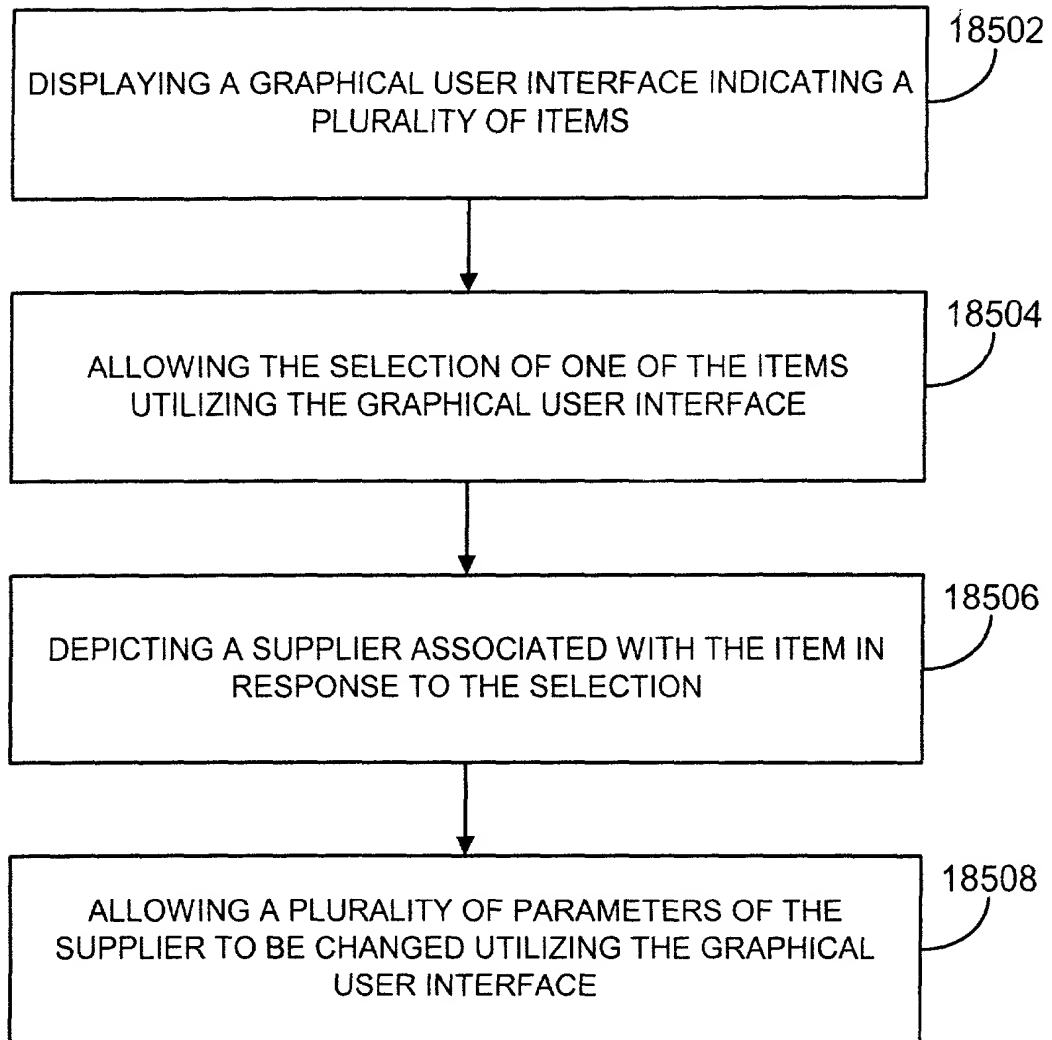 18502
DISPLAYING A GRAPHICAL USER INTERFACE INDICATING A
PLURALITY OF ITEMS
18504
ALLOWING THE SELECTION OF ONE OF THE ITEMS
UTILIZING THE GRAPHICAL USER INTERFACE
18506
DEPICTING A SUPPLIER ASSOCIATED WITH THE ITEM IN
RESPONSE TO THE SELECTION
18508
ALLOWING A PLURALITY OF PARAMETERS OF THE
SUPPLIER TO BE CHANGED UTILIZING THE GRAPHICAL
USER INTERFACE